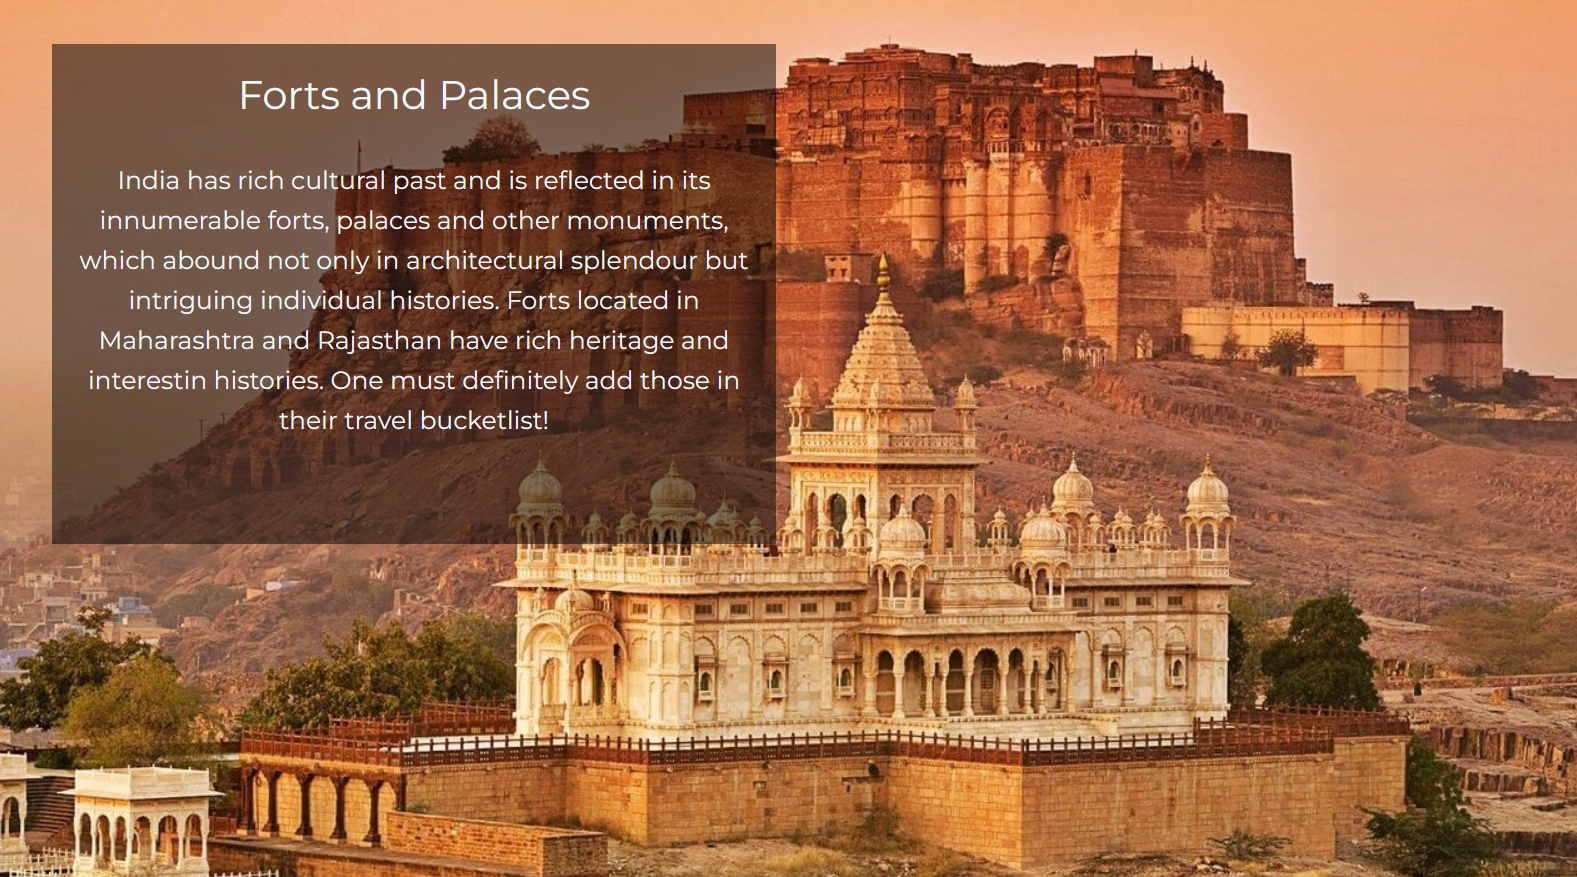 Forts and Palaces
India has rich cultural past and is reflected in its
innumerable forts, palaces and other monuments,
which abound not only in architectural splendour but
intriguing individual histories. Forts located in
Maharashtra and Rajasthan have rich heritage and
interestin histories. One must definitely add those in
their travel bucketlist!